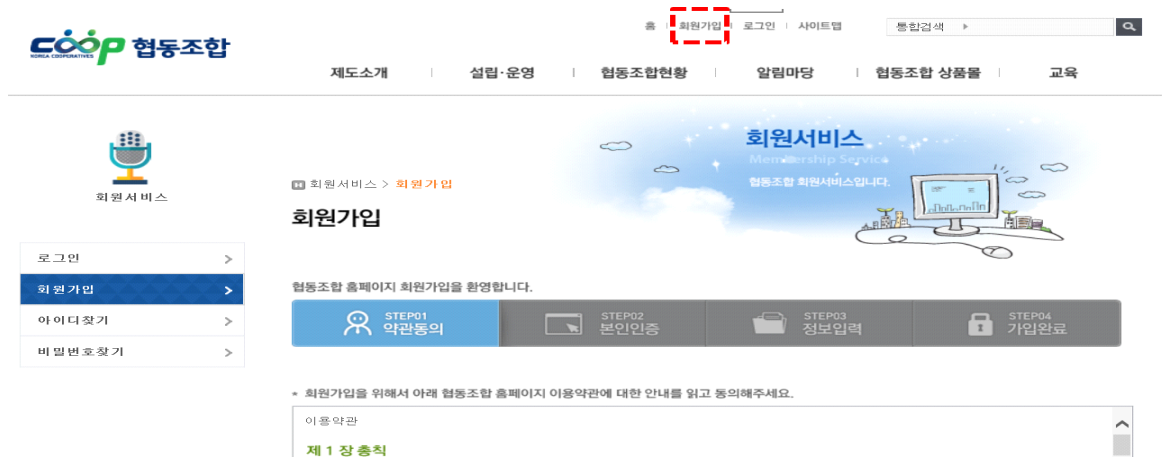 홈 회원가입 로그인 사이트맵 통합검색
COOP 협동조합
KOREA COOPERATIVES
제도소개 설립·운영 협동조합현황 알림마당 협동조합 상품몰 교육
회원서비스
Membership Service
협동조합 회원서비스입니다.
회원서비스
회원서비스 > 회원가입
회원가입
로그인 >
회원가입 >
아이디찾기 >
비밀번호찾기 >
협동조합 홈페이지 회원가입을 환영합니다.
STEP01
약관동의
STEP02
본인인증
STEP03
정보입력
STEP04
가입완료
* 회원가입을 위해서 아래 협동조합 홈페이지 이용약관에 대한 안내를 읽고 동의해주세요.
이용약관
제 1 장 총칙